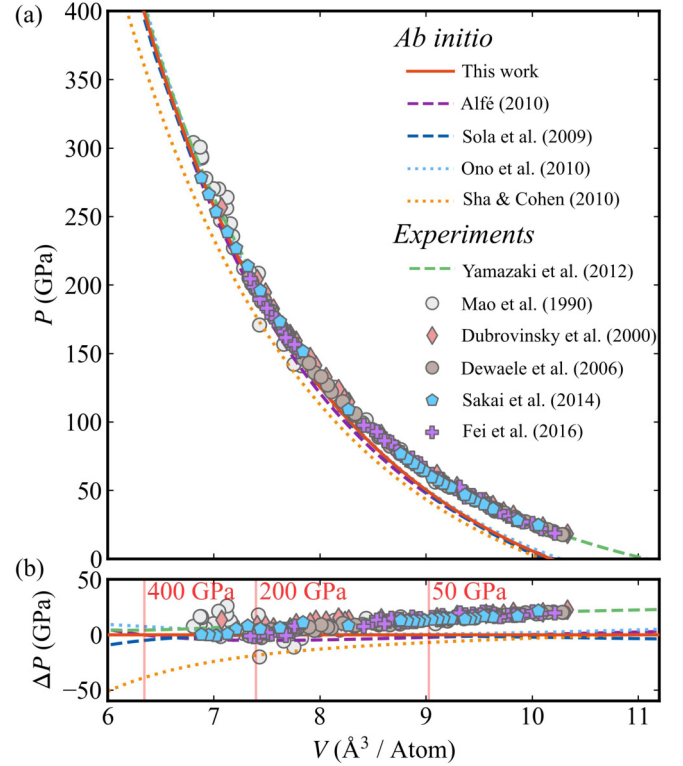 (a)
400
350
300
250
200
150
100
50
0
P (GPa)
Ab initio
This work
Alfé (2010)
Sola et al. (2009)
Ono et al. (2010)
Sha & Cohen (2010)
Experiments
Yamazaki et al. (2012)
Mao et al. (1990)
Dubrovinsky et al. (2000)
Dewaele et al. (2006)
Sakai et al. (2014)
Fei et al. (2016)
(b)
50
0
−50
ΔP (GPa)
400 GPa
200 GPa
50 GPa
6 7 8 9 10 11
V (Å³ / Atom)